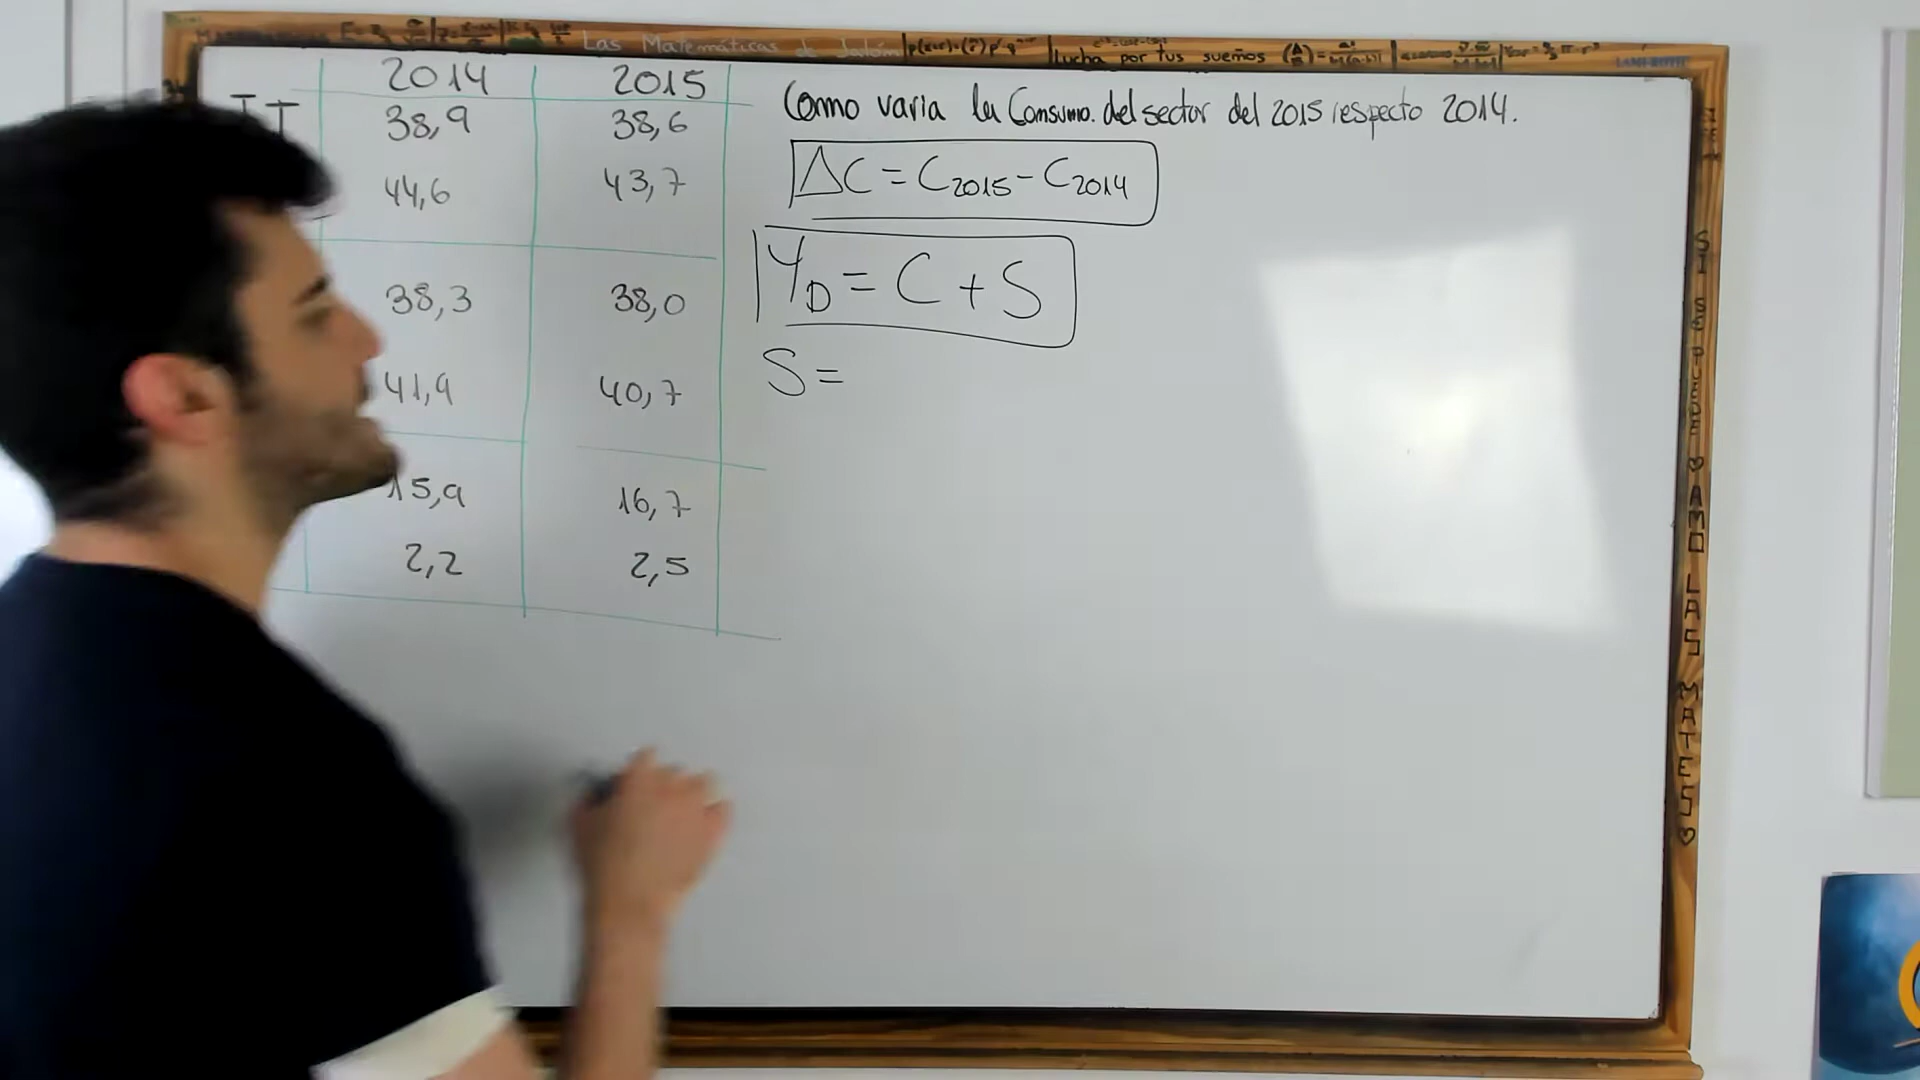 Las Matemáticas de Jalón
Lucha por tus sueños
2014 2015
38,9 38,6
44,6 43,7
38,3 38,0
41,9 40,7
15,9 16,7
2,2 2,5
Como varia la Comsumo. del sector del 2015 respecto 2014.
ΔC = C2015 - C2014
YD = C + S
S =
SI SE PUEDE ♡ AMO LAS MATES ♡